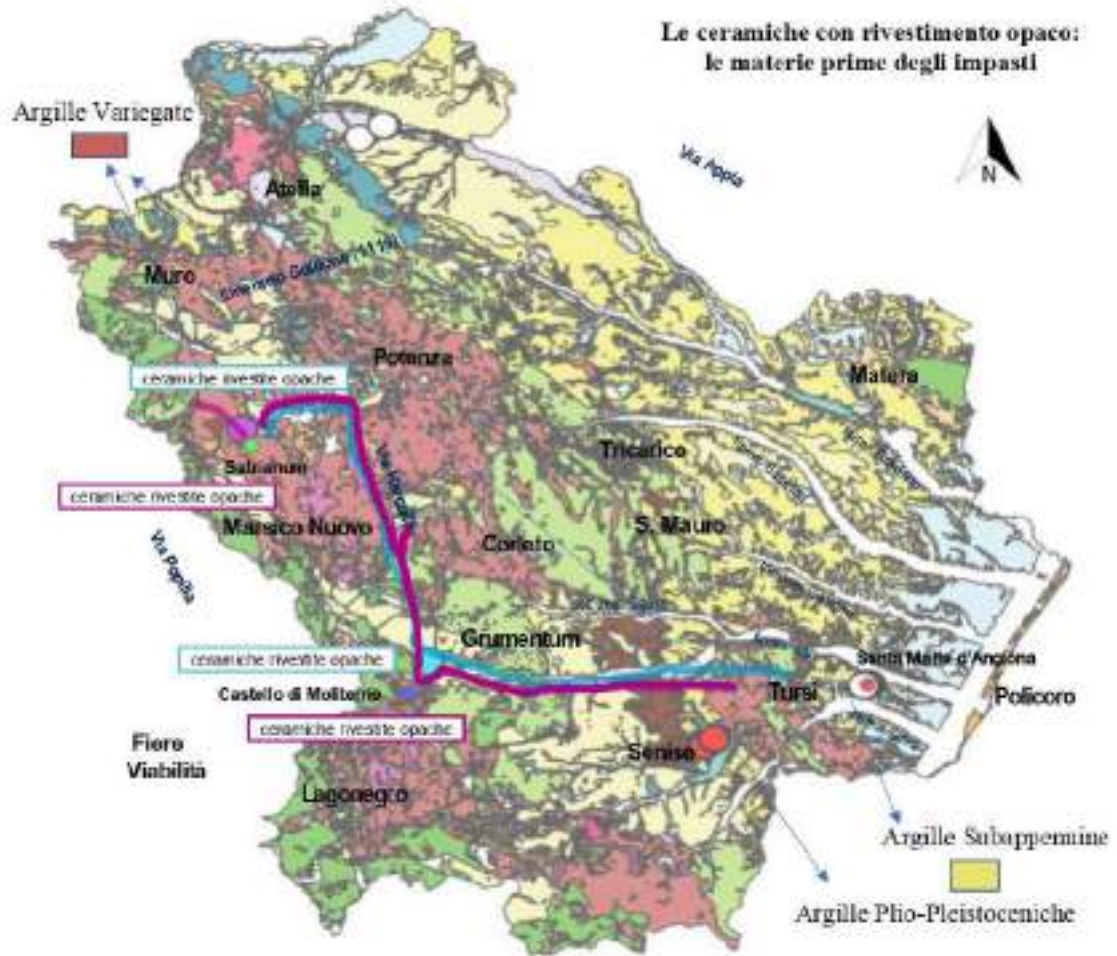 Le ceramiche con rivestimento opaco:
le materie prime degli impasti
Argille Variegate
Via Appia
N
Atella
Muro
Potenza
Matera
ceramiche rivestite opache
Satrianum
Tricarico
ceramiche rivestite opache
Marsico Nuovo
S. Mauro
Corleto
Via Popilia
Grumentum
ceramiche rivestite opache
Santa Maria d'Anglona
Castello di Moliterno
Tursi
Policoro
ceramiche rivestite opache
Fiere
Viabilità
Senise
Lagonegro
Argille Subappennine
Argille Plio-Pleistoceniche